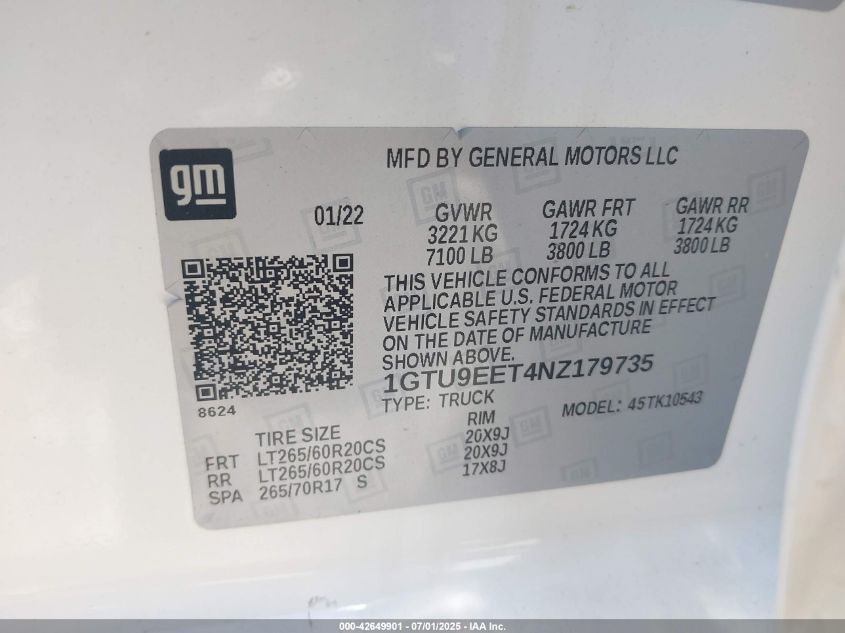 gm
MFD BY GENERAL MOTORS LLC
01/22
GVWR GAWR FRT GAWR RR
3221 KG 1724 KG 1724 KG
7100 LB 3800 LB 3800 LB
THIS VEHICLE CONFORMS TO ALL
APPLICABLE U.S. FEDERAL MOTOR
VEHICLE SAFETY STANDARDS IN EFFECT
ON THE DATE OF MANUFACTURE
SHOWN ABOVE.
1GTU9EET4NZ179735
8624
TYPE: TRUCK MODEL: 45TK10543
TIRE SIZE RIM
FRT LT265/60R20CS 20X9J
RR LT265/60R20CS 20X9J
SPA 265/70R17 S 17X8J
000-42649901 - 07/01/2025 - IAA Inc.